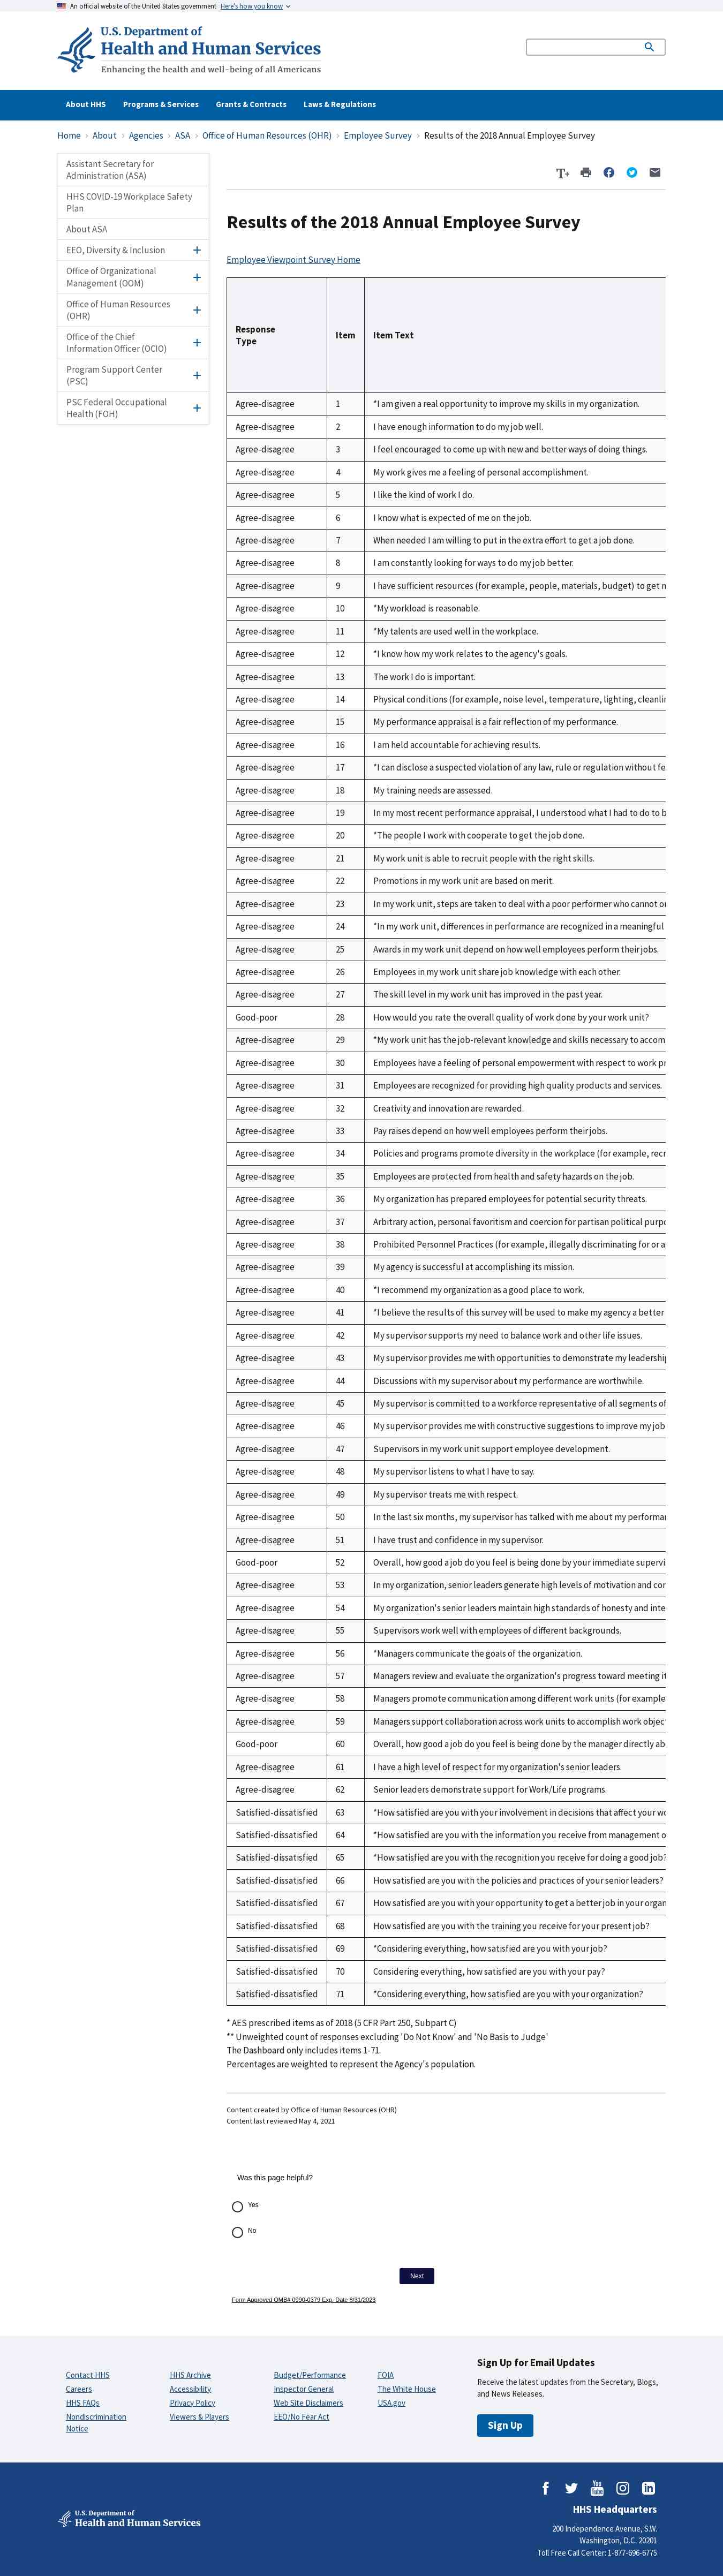 An official website of the United States government Here's how you know
U.S. Department of
Health and Human Services
Enhancing the health and well-being of all Americans
About HHS Programs & Services Grants & Contracts Laws & Regulations
Home › About › Agencies › ASA › Office of Human Resources (OHR) › Employee Survey › Results of the 2018 Annual Employee Survey
Assistant Secretary for
Administration (ASA)
HHS COVID-19 Workplace Safety
Plan
About ASA
EEO, Diversity & Inclusion
Office of Organizational
Management (OOM)
Office of Human Resources
(OHR)
Office of the Chief
Information Officer (OCIO)
Program Support Center
(PSC)
PSC Federal Occupational
Health (FOH)
T+
Results of the 2018 Annual Employee Survey
Employee Viewpoint Survey Home
Response
Type Item Item Text
Agree-disagree 1 *I am given a real opportunity to improve my skills in my organization.
Agree-disagree 2 I have enough information to do my job well.
Agree-disagree 3 I feel encouraged to come up with new and better ways of doing things.
Agree-disagree 4 My work gives me a feeling of personal accomplishment.
Agree-disagree 5 I like the kind of work I do.
Agree-disagree 6 I know what is expected of me on the job.
Agree-disagree 7 When needed I am willing to put in the extra effort to get a job done.
Agree-disagree 8 I am constantly looking for ways to do my job better.
Agree-disagree 9 I have sufficient resources (for example, people, materials, budget) to get
Agree-disagree 10 *My workload is reasonable.
Agree-disagree 11 *My talents are used well in the workplace.
Agree-disagree 12 *I know how my work relates to the agency's goals.
Agree-disagree 13 The work I do is important.
Agree-disagree 14 Physical conditions (for example, noise level, temperature, lighting, cleanlin
Agree-disagree 15 My performance appraisal is a fair reflection of my performance.
Agree-disagree 16 I am held accountable for achieving results.
Agree-disagree 17 *I can disclose a suspected violation of any law, rule or regulation without fe
Agree-disagree 18 My training needs are assessed.
Agree-disagree 19 In my most recent performance appraisal, I understood what I had to do to b
Agree-disagree 20 *The people I work with cooperate to get the job done.
Agree-disagree 21 My work unit is able to recruit people with the right skills.
Agree-disagree 22 Promotions in my work unit are based on merit.
Agree-disagree 23 In my work unit, steps are taken to deal with a poor performer who cannot or
Agree-disagree 24 *In my work unit, differences in performance are recognized in a meaningful
Agree-disagree 25 Awards in my work unit depend on how well employees perform their jobs.
Agree-disagree 26 Employees in my work unit share job knowledge with each other.
Agree-disagree 27 The skill level in my work unit has improved in the past year.
Good-poor 28 How would you rate the overall quality of work done by your work unit?
Agree-disagree 29 *My work unit has the job-relevant knowledge and skills necessary to accom
Agree-disagree 30 Employees have a feeling of personal empowerment with respect to work pr
Agree-disagree 31 Employees are recognized for providing high quality products and services.
Agree-disagree 32 Creativity and innovation are rewarded.
Agree-disagree 33 Pay raises depend on how well employees perform their jobs.
Agree-disagree 34 Policies and programs promote diversity in the workplace (for example, recr
Agree-disagree 35 Employees are protected from health and safety hazards on the job.
Agree-disagree 36 My organization has prepared employees for potential security threats.
Agree-disagree 37 Arbitrary action, personal favoritism and coercion for partisan political purpo
Agree-disagree 38 Prohibited Personnel Practices (for example, illegally discriminating for or a
Agree-disagree 39 My agency is successful at accomplishing its mission.
Agree-disagree 40 *I recommend my organization as a good place to work.
Agree-disagree 41 *I believe the results of this survey will be used to make my agency a better
Agree-disagree 42 My supervisor supports my need to balance work and other life issues.
Agree-disagree 43 My supervisor provides me with opportunities to demonstrate my leadership
Agree-disagree 44 Discussions with my supervisor about my performance are worthwhile.
Agree-disagree 45 My supervisor is committed to a workforce representative of all segments of
Agree-disagree 46 My supervisor provides me with constructive suggestions to improve my job
Agree-disagree 47 Supervisors in my work unit support employee development.
Agree-disagree 48 My supervisor listens to what I have to say.
Agree-disagree 49 My supervisor treats me with respect.
Agree-disagree 50 In the last six months, my supervisor has talked with me about my performan
Agree-disagree 51 I have trust and confidence in my supervisor.
Good-poor 52 Overall, how good a job do you feel is being done by your immediate supervi
Agree-disagree 53 In my organization, senior leaders generate high levels of motivation and com
Agree-disagree 54 My organization's senior leaders maintain high standards of honesty and inte
Agree-disagree 55 Supervisors work well with employees of different backgrounds.
Agree-disagree 56 *Managers communicate the goals of the organization.
Agree-disagree 57 Managers review and evaluate the organization's progress toward meeting it
Agree-disagree 58 Managers promote communication among different work units (for example
Agree-disagree 59 Managers support collaboration across work units to accomplish work objec
Good-poor 60 Overall, how good a job do you feel is being done by the manager directly ab
Agree-disagree 61 I have a high level of respect for my organization's senior leaders.
Agree-disagree 62 Senior leaders demonstrate support for Work/Life programs.
Satisfied-dissatisfied 63 *How satisfied are you with your involvement in decisions that affect your wo
Satisfied-dissatisfied 64 *How satisfied are you with the information you receive from management o
Satisfied-dissatisfied 65 *How satisfied are you with the recognition you receive for doing a good job?
Satisfied-dissatisfied 66 How satisfied are you with the policies and practices of your senior leaders?
Satisfied-dissatisfied 67 How satisfied are you with your opportunity to get a better job in your organ
Satisfied-dissatisfied 68 How satisfied are you with the training you receive for your present job?
Satisfied-dissatisfied 69 *Considering everything, how satisfied are you with your job?
Satisfied-dissatisfied 70 Considering everything, how satisfied are you with your pay?
Satisfied-dissatisfied 71 *Considering everything, how satisfied are you with your organization?
* AES prescribed items as of 2018 (5 CFR Part 250, Subpart C)
** Unweighted count of responses excluding 'Do Not Know' and 'No Basis to Judge'
The Dashboard only includes items 1-71.
Percentages are weighted to represent the Agency's population.
Content created by Office of Human Resources (OHR)
Content last reviewed May 4, 2021
Was this page helpful?
Yes
No
Next
Form Approved OMB# 0990-0379 Exp. Date 8/31/2023
Contact HHS
Careers
HHS FAQs
Nondiscrimination
Notice
HHS Archive
Accessibility
Privacy Policy
Viewers & Players
Budget/Performance
Inspector General
Web Site Disclaimers
EEO/No Fear Act
FOIA
The White House
USA.gov
Sign Up for Email Updates
Receive the latest updates from the Secretary, Blogs,
and News Releases.
Sign Up
U.S. Department of
Health and Human Services
You
Tube
HHS Headquarters
200 Independence Avenue, S.W.
Washington, D.C. 20201
Toll Free Call Center: 1-877-696-6775